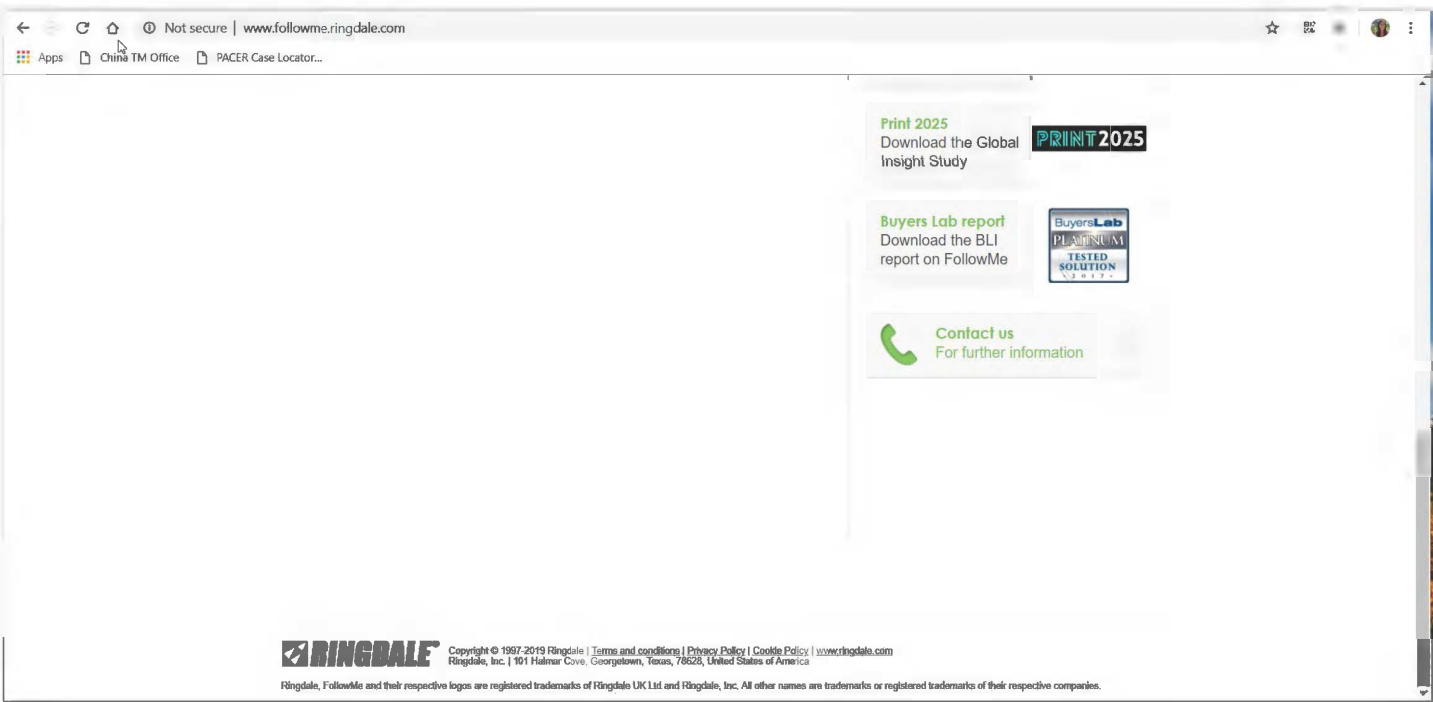 Not secure | www.followme.ringdale.com
Apps China TM Office PACER Case Locator...
Print 2025
Download the Global
Insight Study
PRINT2025
Buyers Lab report
Download the BLI
report on FollowMe
BuyersLab
PLATINUM
TESTED
SOLUTION
2017
Contact us
For further information
RINGDALE
Copyright © 1997-2019 Ringdale | Terms and conditions | Privacy Policy | Cookie Policy | www.ringdale.com
Ringdale, Inc. | 101 Halmar Cove, Georgetown, Texas, 78628, United States of America
Ringdale, FollowMe and their respective logos are registered trademarks of Ringdale UK Ltd and Ringdale, Inc. All other names are trademarks or registered trademarks of their respective companies.